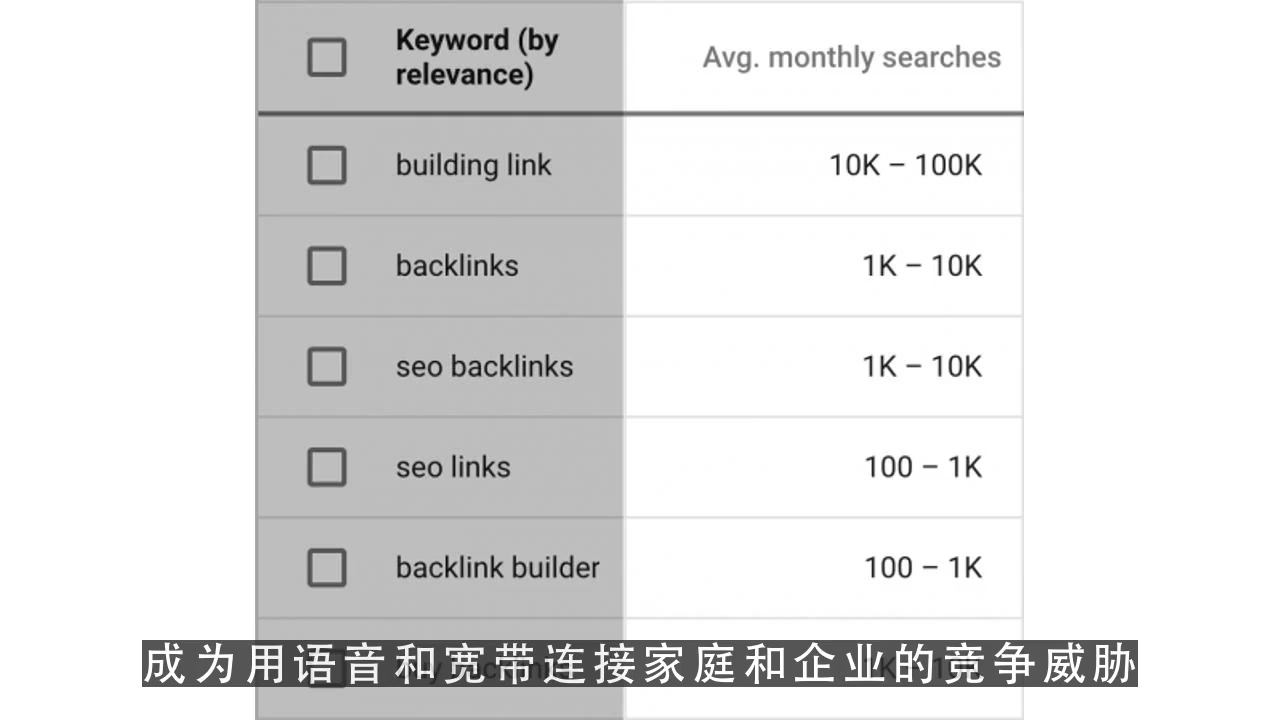 Keyword (by
relevance)
Avg. monthly searches
building link
10K – 100K
backlinks
1K – 10K
seo backlinks
1K – 10K
seo links
100 – 1K
backlink builder
100 – 1K
成为用语音和宽带连接家庭和企业的竞争威胁